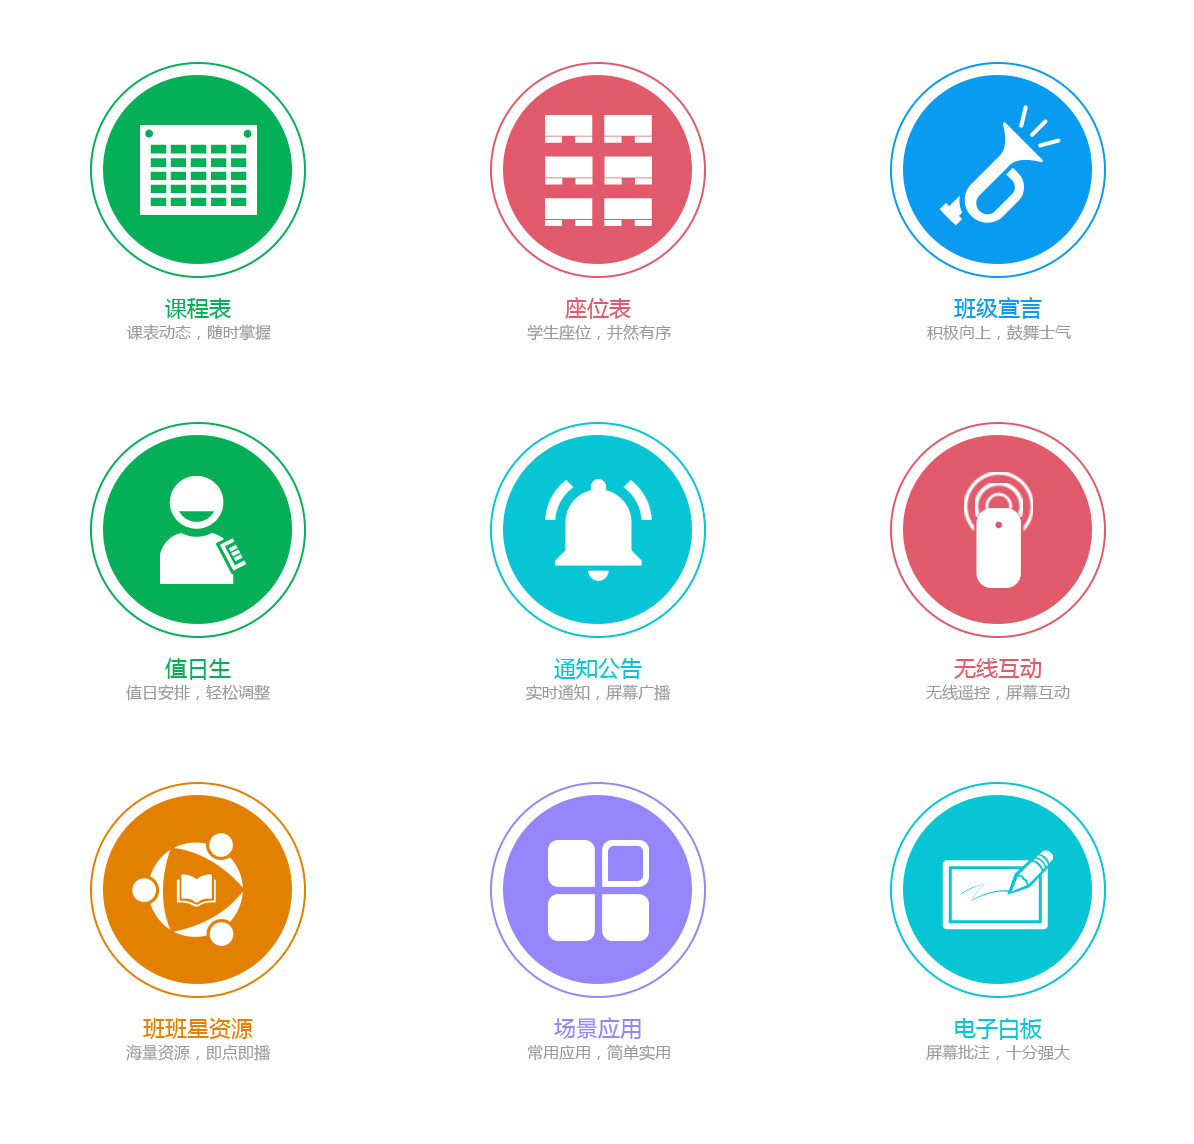 课程表
课表动态，随时掌握
座位表
学生座位，井然有序
班级宣言
积极向上，鼓舞士气
值日生
值日安排，轻松调整
通知公告
实时通知，屏幕广播
无线互动
无线遥控，屏幕互动
班班星资源
海量资源，即点即播
场景应用
常用应用，简单实用
电子白板
屏幕批注，十分强大